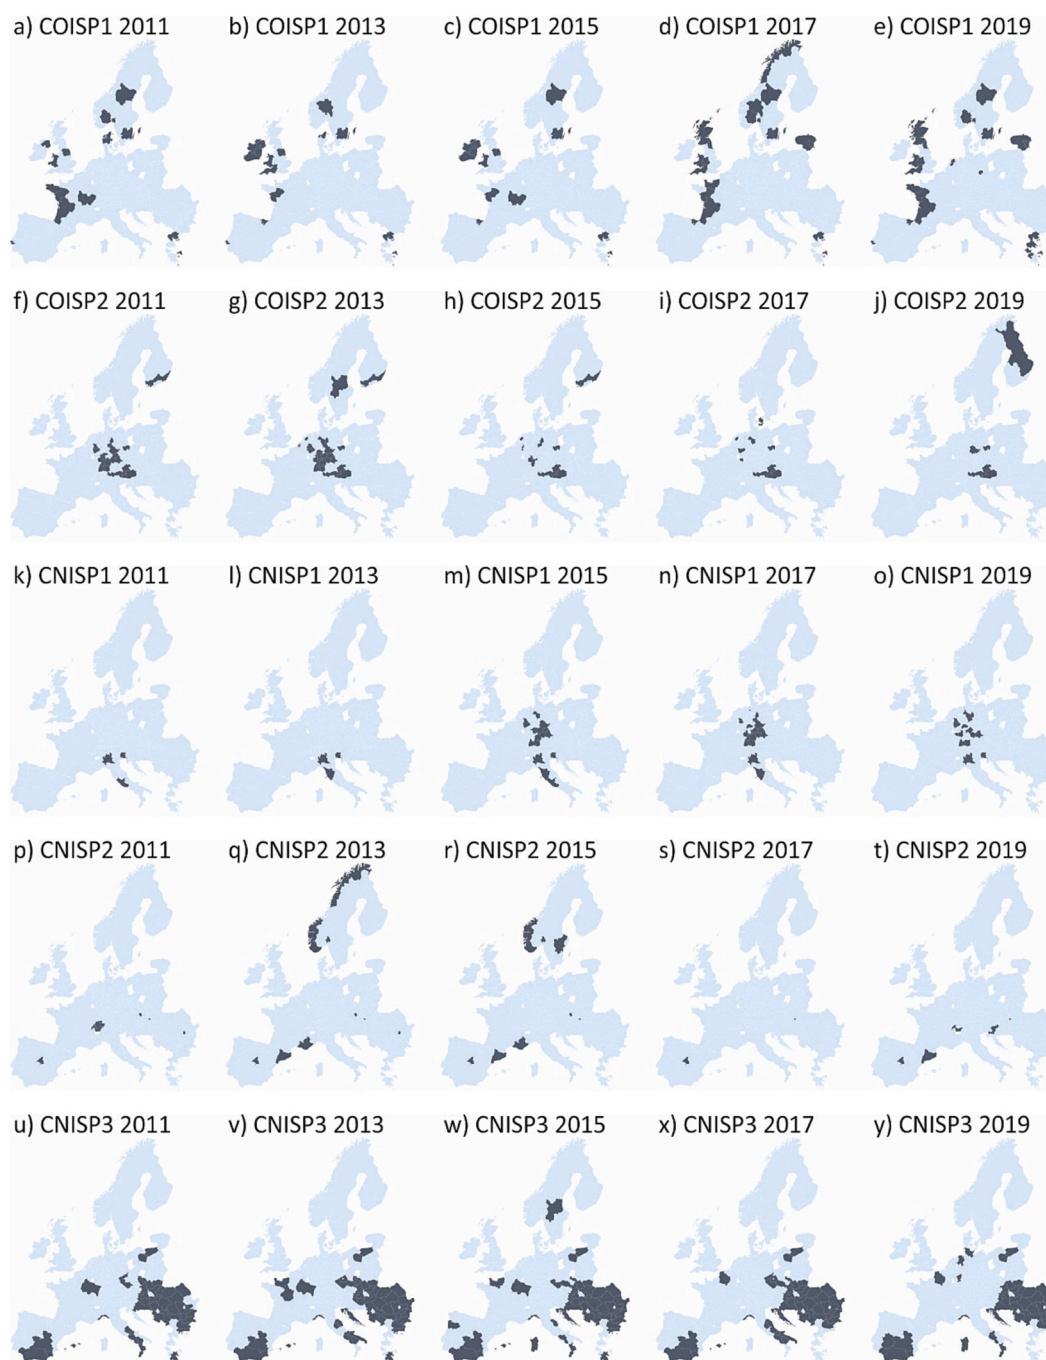 a) COISP1 2011 b) COISP1 2013 c) COISP1 2015 d) COISP1 2017 e) COISP1 2019
f) COISP2 2011 g) COISP2 2013 h) COISP2 2015 i) COISP2 2017 j) COISP2 2019
k) CNISP1 2011 l) CNISP1 2013 m) CNISP1 2015 n) CNISP1 2017 o) CNISP1 2019
p) CNISP2 2011 q) CNISP2 2013 r) CNISP2 2015 s) CNISP2 2017 t) CNISP2 2019
u) CNISP3 2011 v) CNISP3 2013 w) CNISP3 2015 x) CNISP3 2017 y) CNISP3 2019